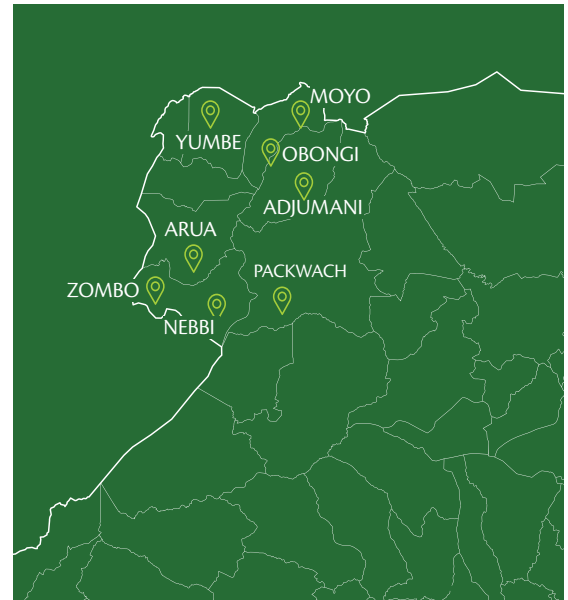 MOYO
YUMBE
OBONGI
ADJUMANI
ARUA
PACKWACH
ZOMBO
NEBBI